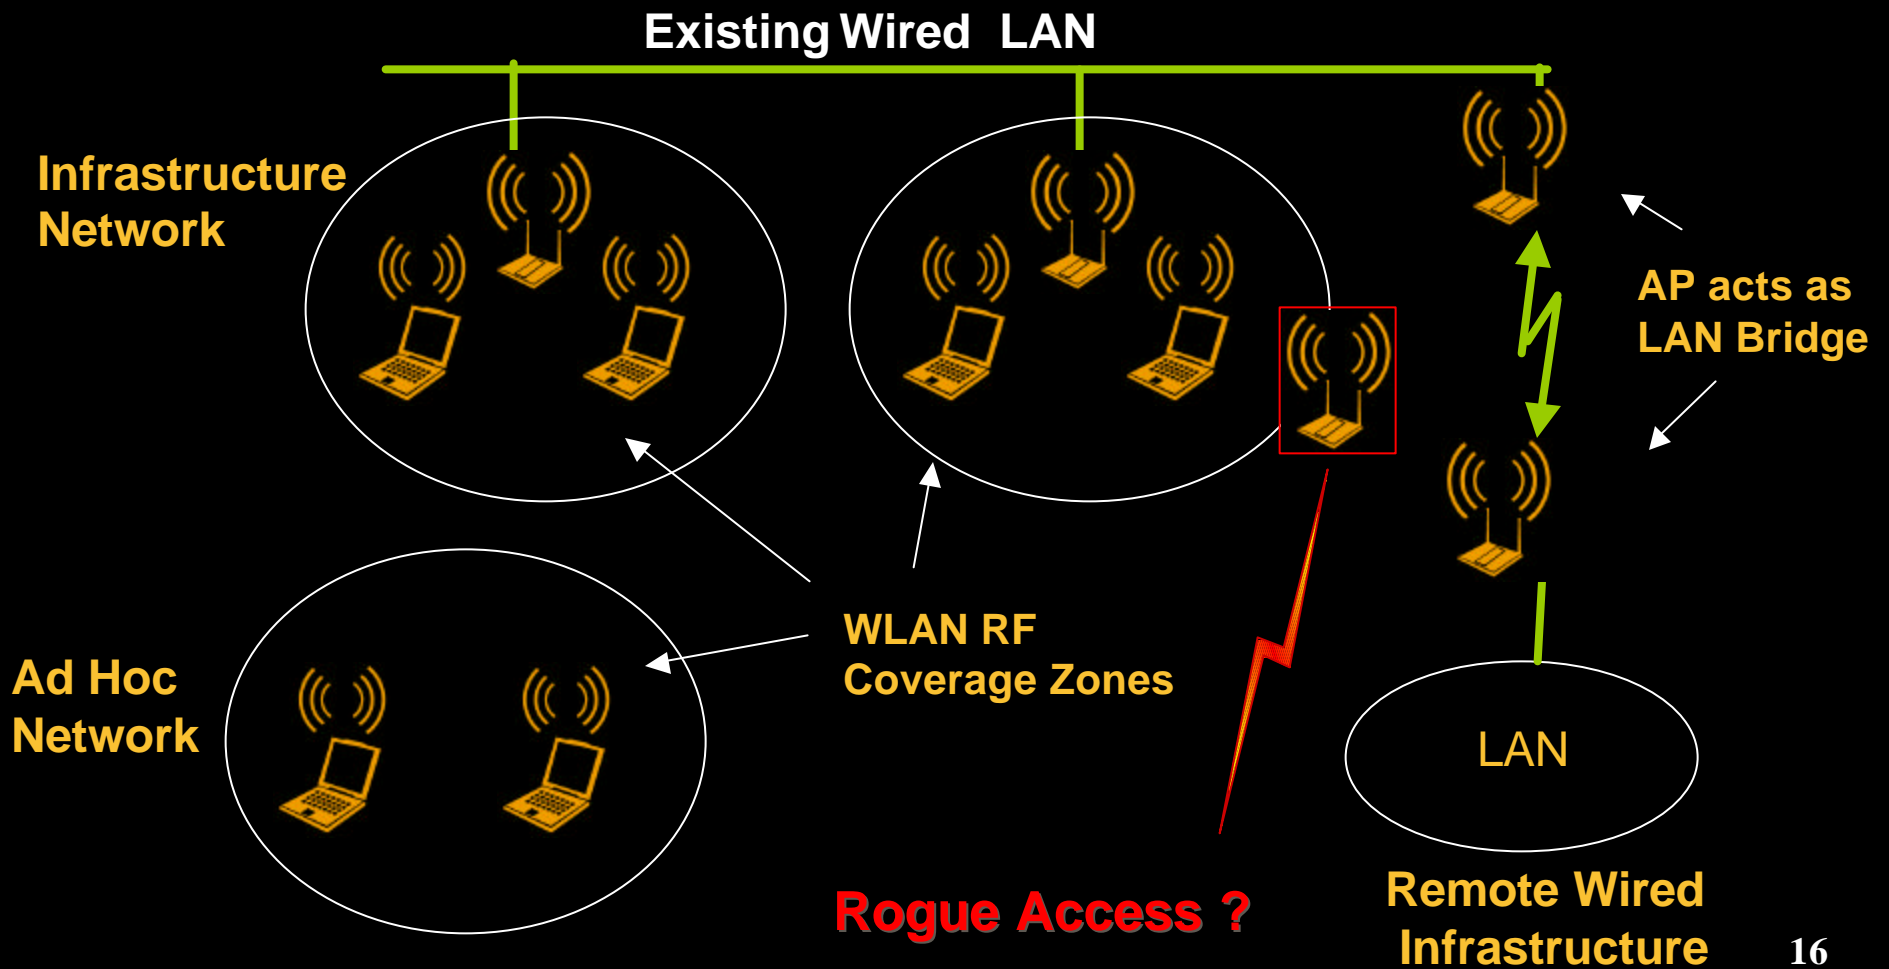 Existing Wired LAN
Infrastructure
Network
AP acts as
LAN Bridge
WLAN RF
Coverage Zones
Ad Hoc
Network
LAN
Rogue Access ?
Remote Wired
Infrastructure
16